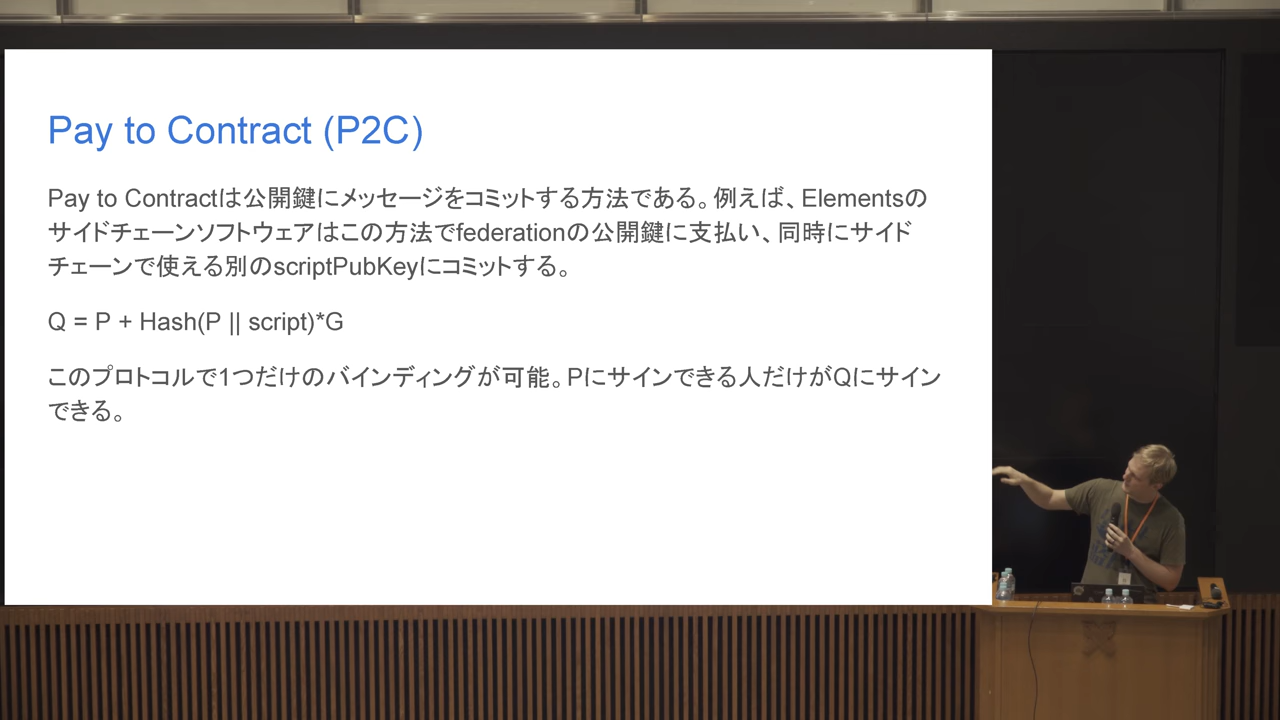 Pay to Contract (P2C)
Pay to Contractは公開鍵にメッセージをコミットする方法である。例えば、Elementsの
サイドチェーンソフトウェアはこの方法でfederationの公開鍵に支払い、同時にサイド
チェーンで使える別のscriptPubKeyにコミットする。
Q = P + Hash(P || script)*G
このプロトコルで1つだけのバインディングが可能。Pにサインできる⼈だけがQにサイン
できる。